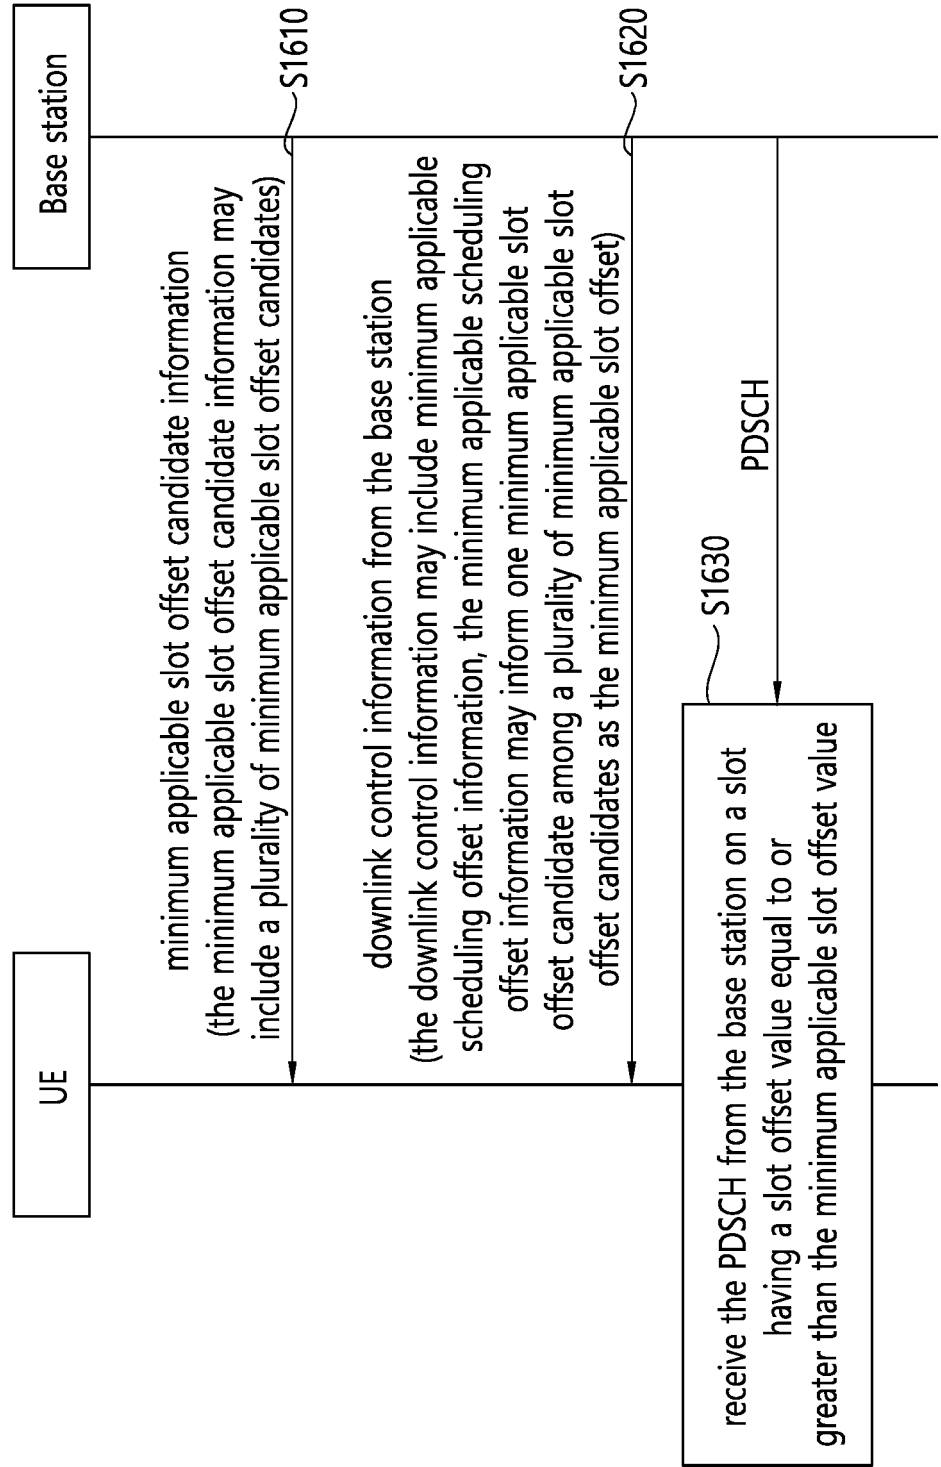 UE
Base station
minimum applicable slot offset candidate information
(the minimum applicable slot offset candidate information may
include a plurality of minimum applicable slot offset candidates)
S1610
downlink control information from the base station
(the downlink control information may include minimum applicable
scheduling offset information, the minimum applicable scheduling
offset information may inform one minimum applicable slot
offset candidate among a plurality of minimum applicable slot
offset candidates as the minimum applicable slot offset)
S1620
PDSCH
S1630
receive the PDSCH from the base station on a slot
having a slot offset value equal to or
greater than the minimum applicable slot offset value